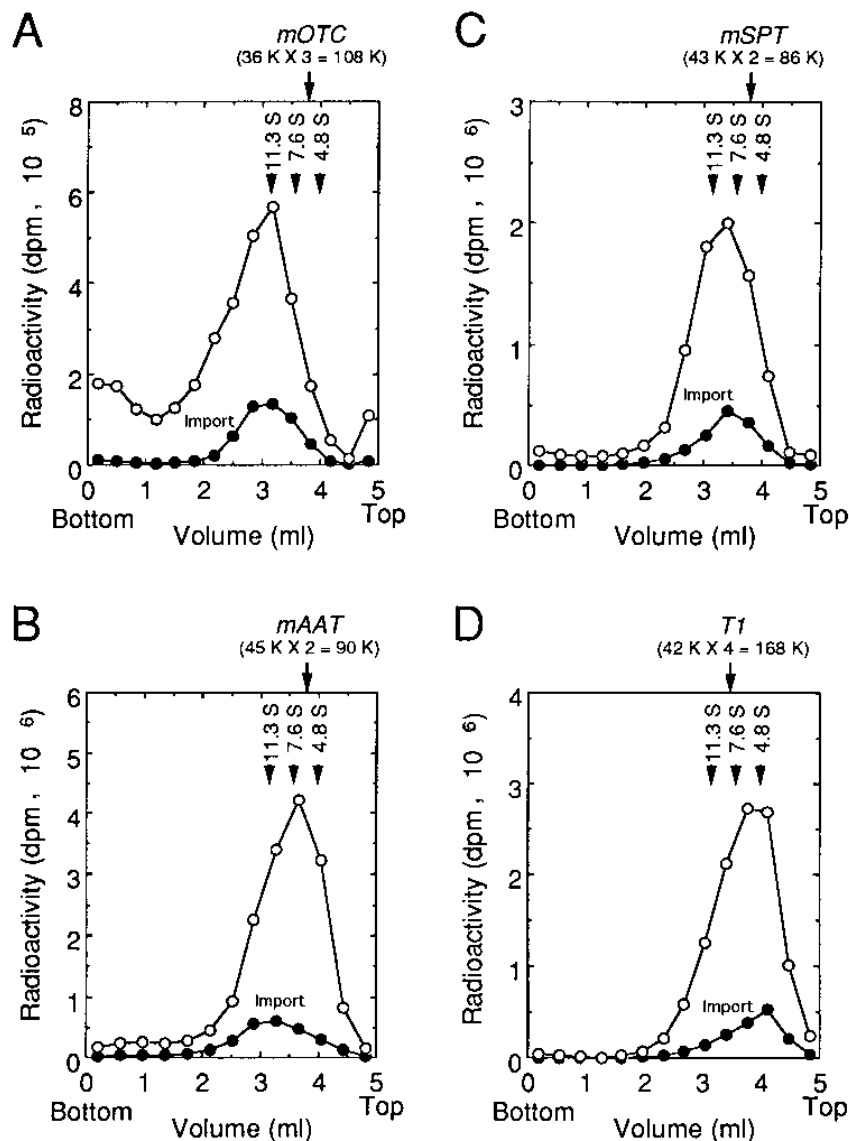 A
mOTC
(36 K X 3 = 108 K)
8
6
4
2
0
Radioactivity (dpm, 10 5)
11.3 S
7.6 S
4.8 S
Import
0 1 2 3 4 5
Bottom Volume (ml) Top
C
mSPT
(43 K X 2 = 86 K)
3
2
1
0
Radioactivity (dpm, 10 6)
11.3 S
7.6 S
4.8 S
Import
0 1 2 3 4 5
Bottom Volume (ml) Top
B
mAAT
(45 K X 2 = 90 K)
6
5
4
3
2
1
0
Radioactivity (dpm, 10 6)
11.3 S
7.6 S
4.8 S
Import
0 1 2 3 4 5
Bottom Volume (ml) Top
D
T1
(42 K X 4 = 168 K)
4
3
2
1
0
Radioactivity (dpm, 10 6)
11.3 S
7.6 S
4.8 S
Import
0 1 2 3 4 5
Bottom Volume (ml) Top